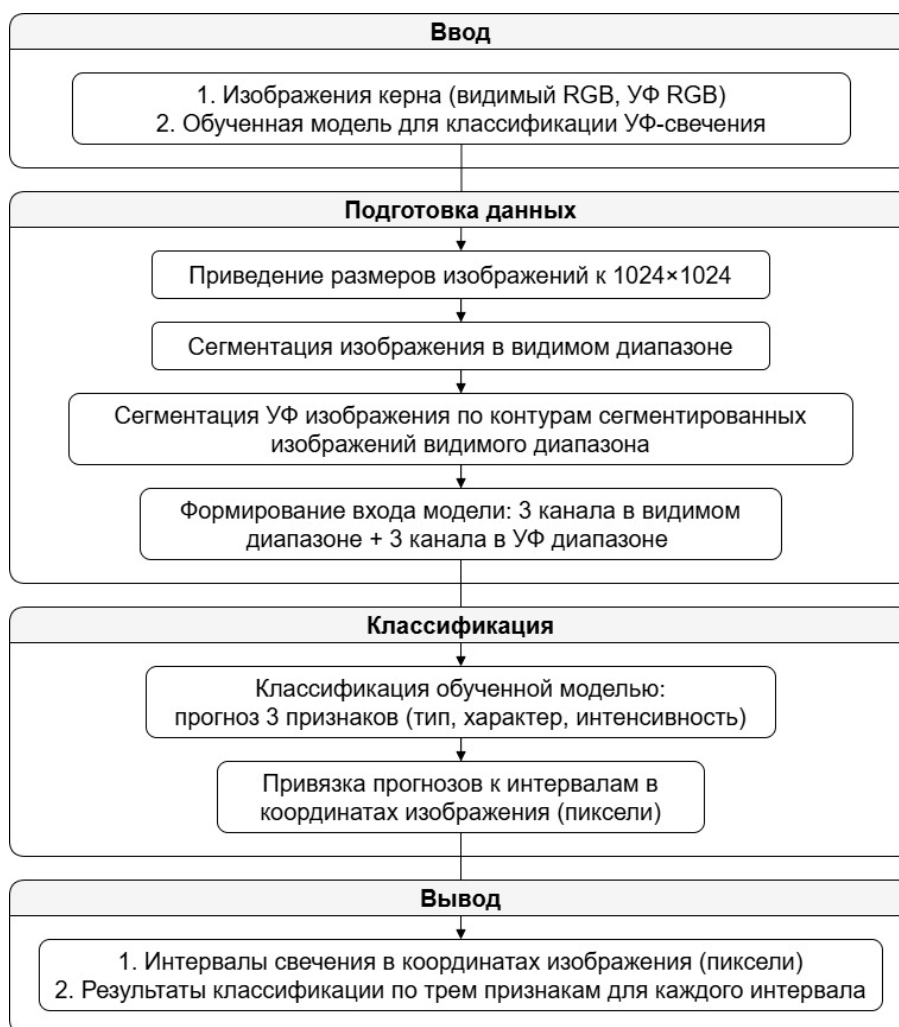 Ввод
1. Изображения керна (видимый RGB, УФ RGB)
2. Обученная модель для классификации УФ-свечения
Подготовка данных
Приведение размеров изображений к 1024×1024
Сегментация изображения в видимом диапазоне
Сегментация УФ изображения по контурам сегментированных
изображений видимого диапазона
Формирование входа модели: 3 канала в видимом
диапазоне + 3 канала в УФ диапазоне
Классификация
Классификация обученной моделью:
прогноз 3 признаков (тип, характер, интенсивность)
Привязка прогнозов к интервалам в
координатах изображения (пиксели)
Вывод
1. Интервалы свечения в координатах изображения (пиксели)
2. Результаты классификации по трем признакам для каждого интервала